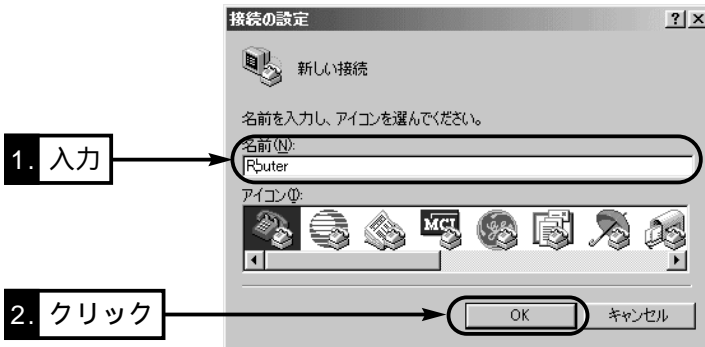 接続の設定
新しい接続
名前を入力し、アイコンを選んでください。
名前(N):
1. 入力
Router
アイコン(I):
MCI
2. クリック
OK
キャンセル